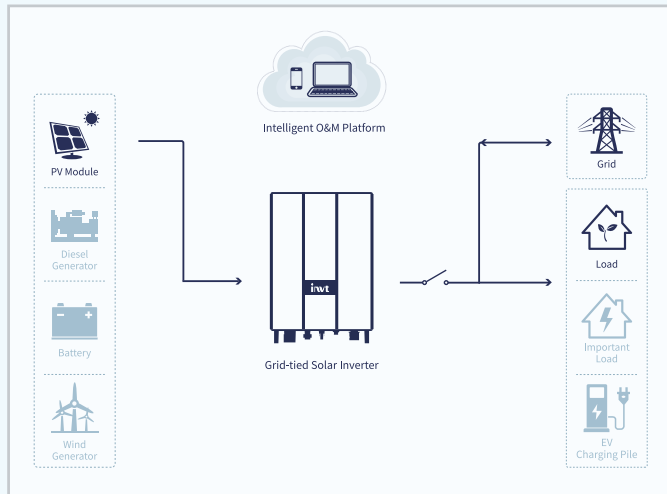 Intelligent O&M Platform
PV Module
Diesel
Generator
Battery
Wind
Generator
invt
Grid-tied Solar Inverter
Grid
Load
Important
Load
EV
Charging Pile